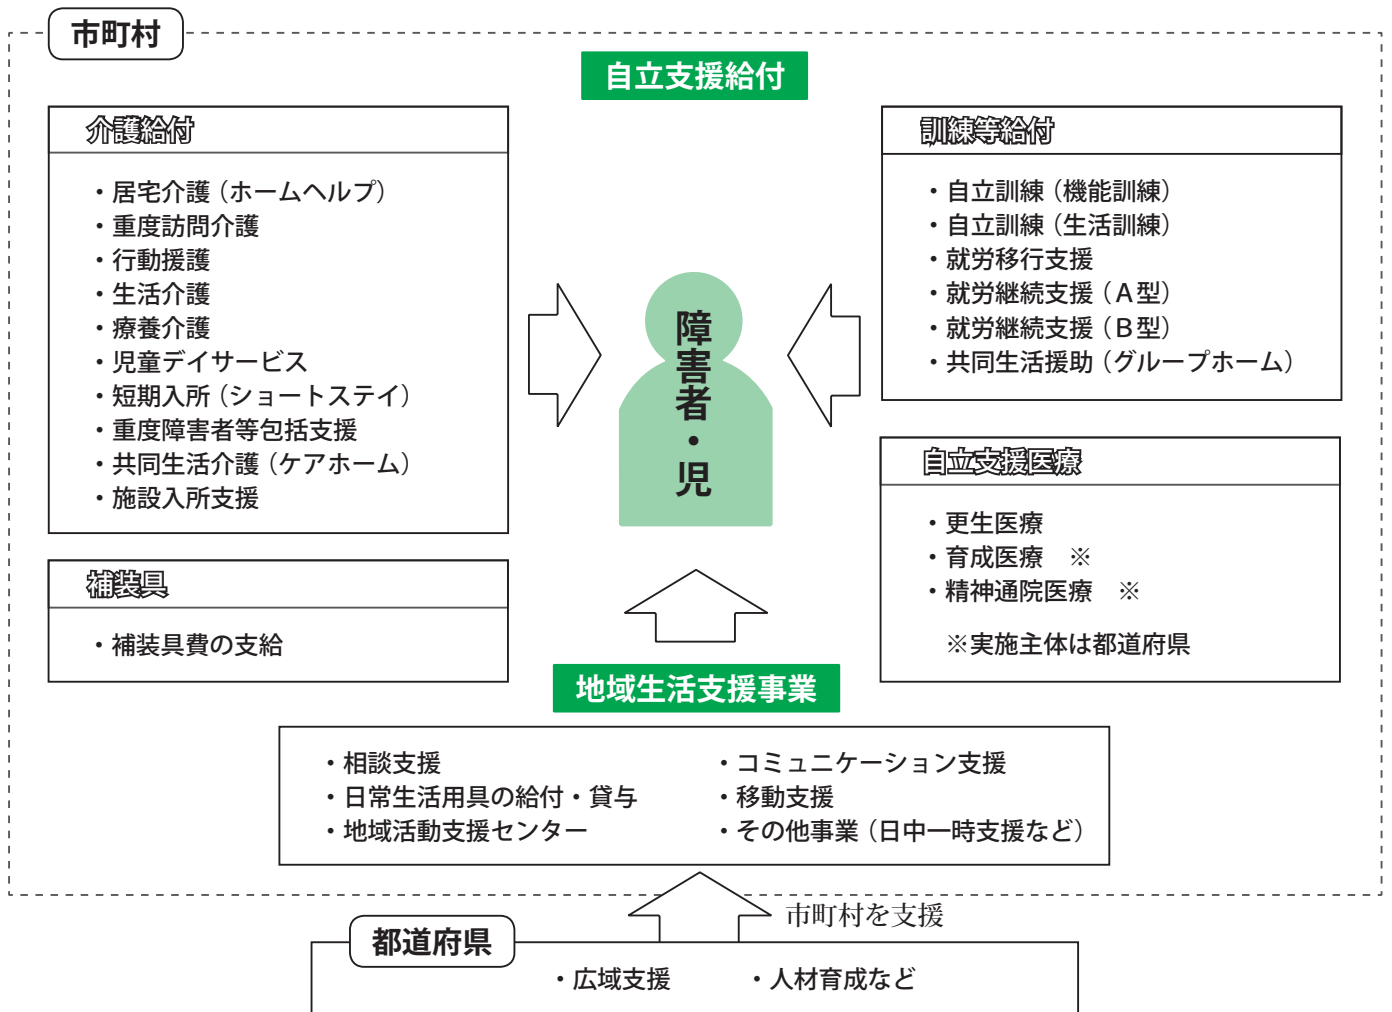 市町村
自立支援給付
介護給付
・居宅介護（ホームヘルプ）
・重度訪問介護
・行動援護
・生活介護
・療養介護
・児童デイサービス
・短期入所（ショートステイ）
・重度障害者等包括支援
・共同生活介護（ケアホーム）
・施設入所支援
補装具
・補装具費の支給
障害者・児
訓練等給付
・自立訓練（機能訓練）
・自立訓練（生活訓練）
・就労移行支援
・就労継続支援（Ａ型）
・就労継続支援（Ｂ型）
・共同生活援助（グループホーム）
自立支援医療
・更生医療
・育成医療　※
・精神通院医療　※
※実施主体は都道府県
地域生活支援事業
・相談支援
・日常生活用具の給付・貸与
・地域活動支援センター
・コミュニケーション支援
・移動支援
・その他事業（日中一時支援など）
市町村を支援
都道府県
・広域支援
・人材育成など